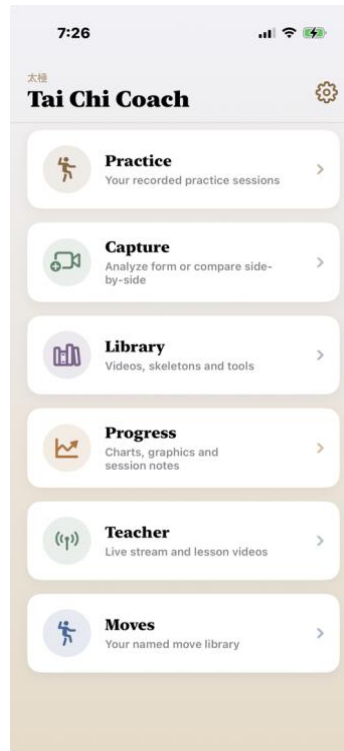 7:26
太極
Tai Chi Coach
Practice
Your recorded practice sessions
Capture
Analyze form or compare side-
by-side
Library
Videos, skeletons and tools
Progress
Charts, graphics and
session notes
Teacher
Live stream and lesson videos
Moves
Your named move library